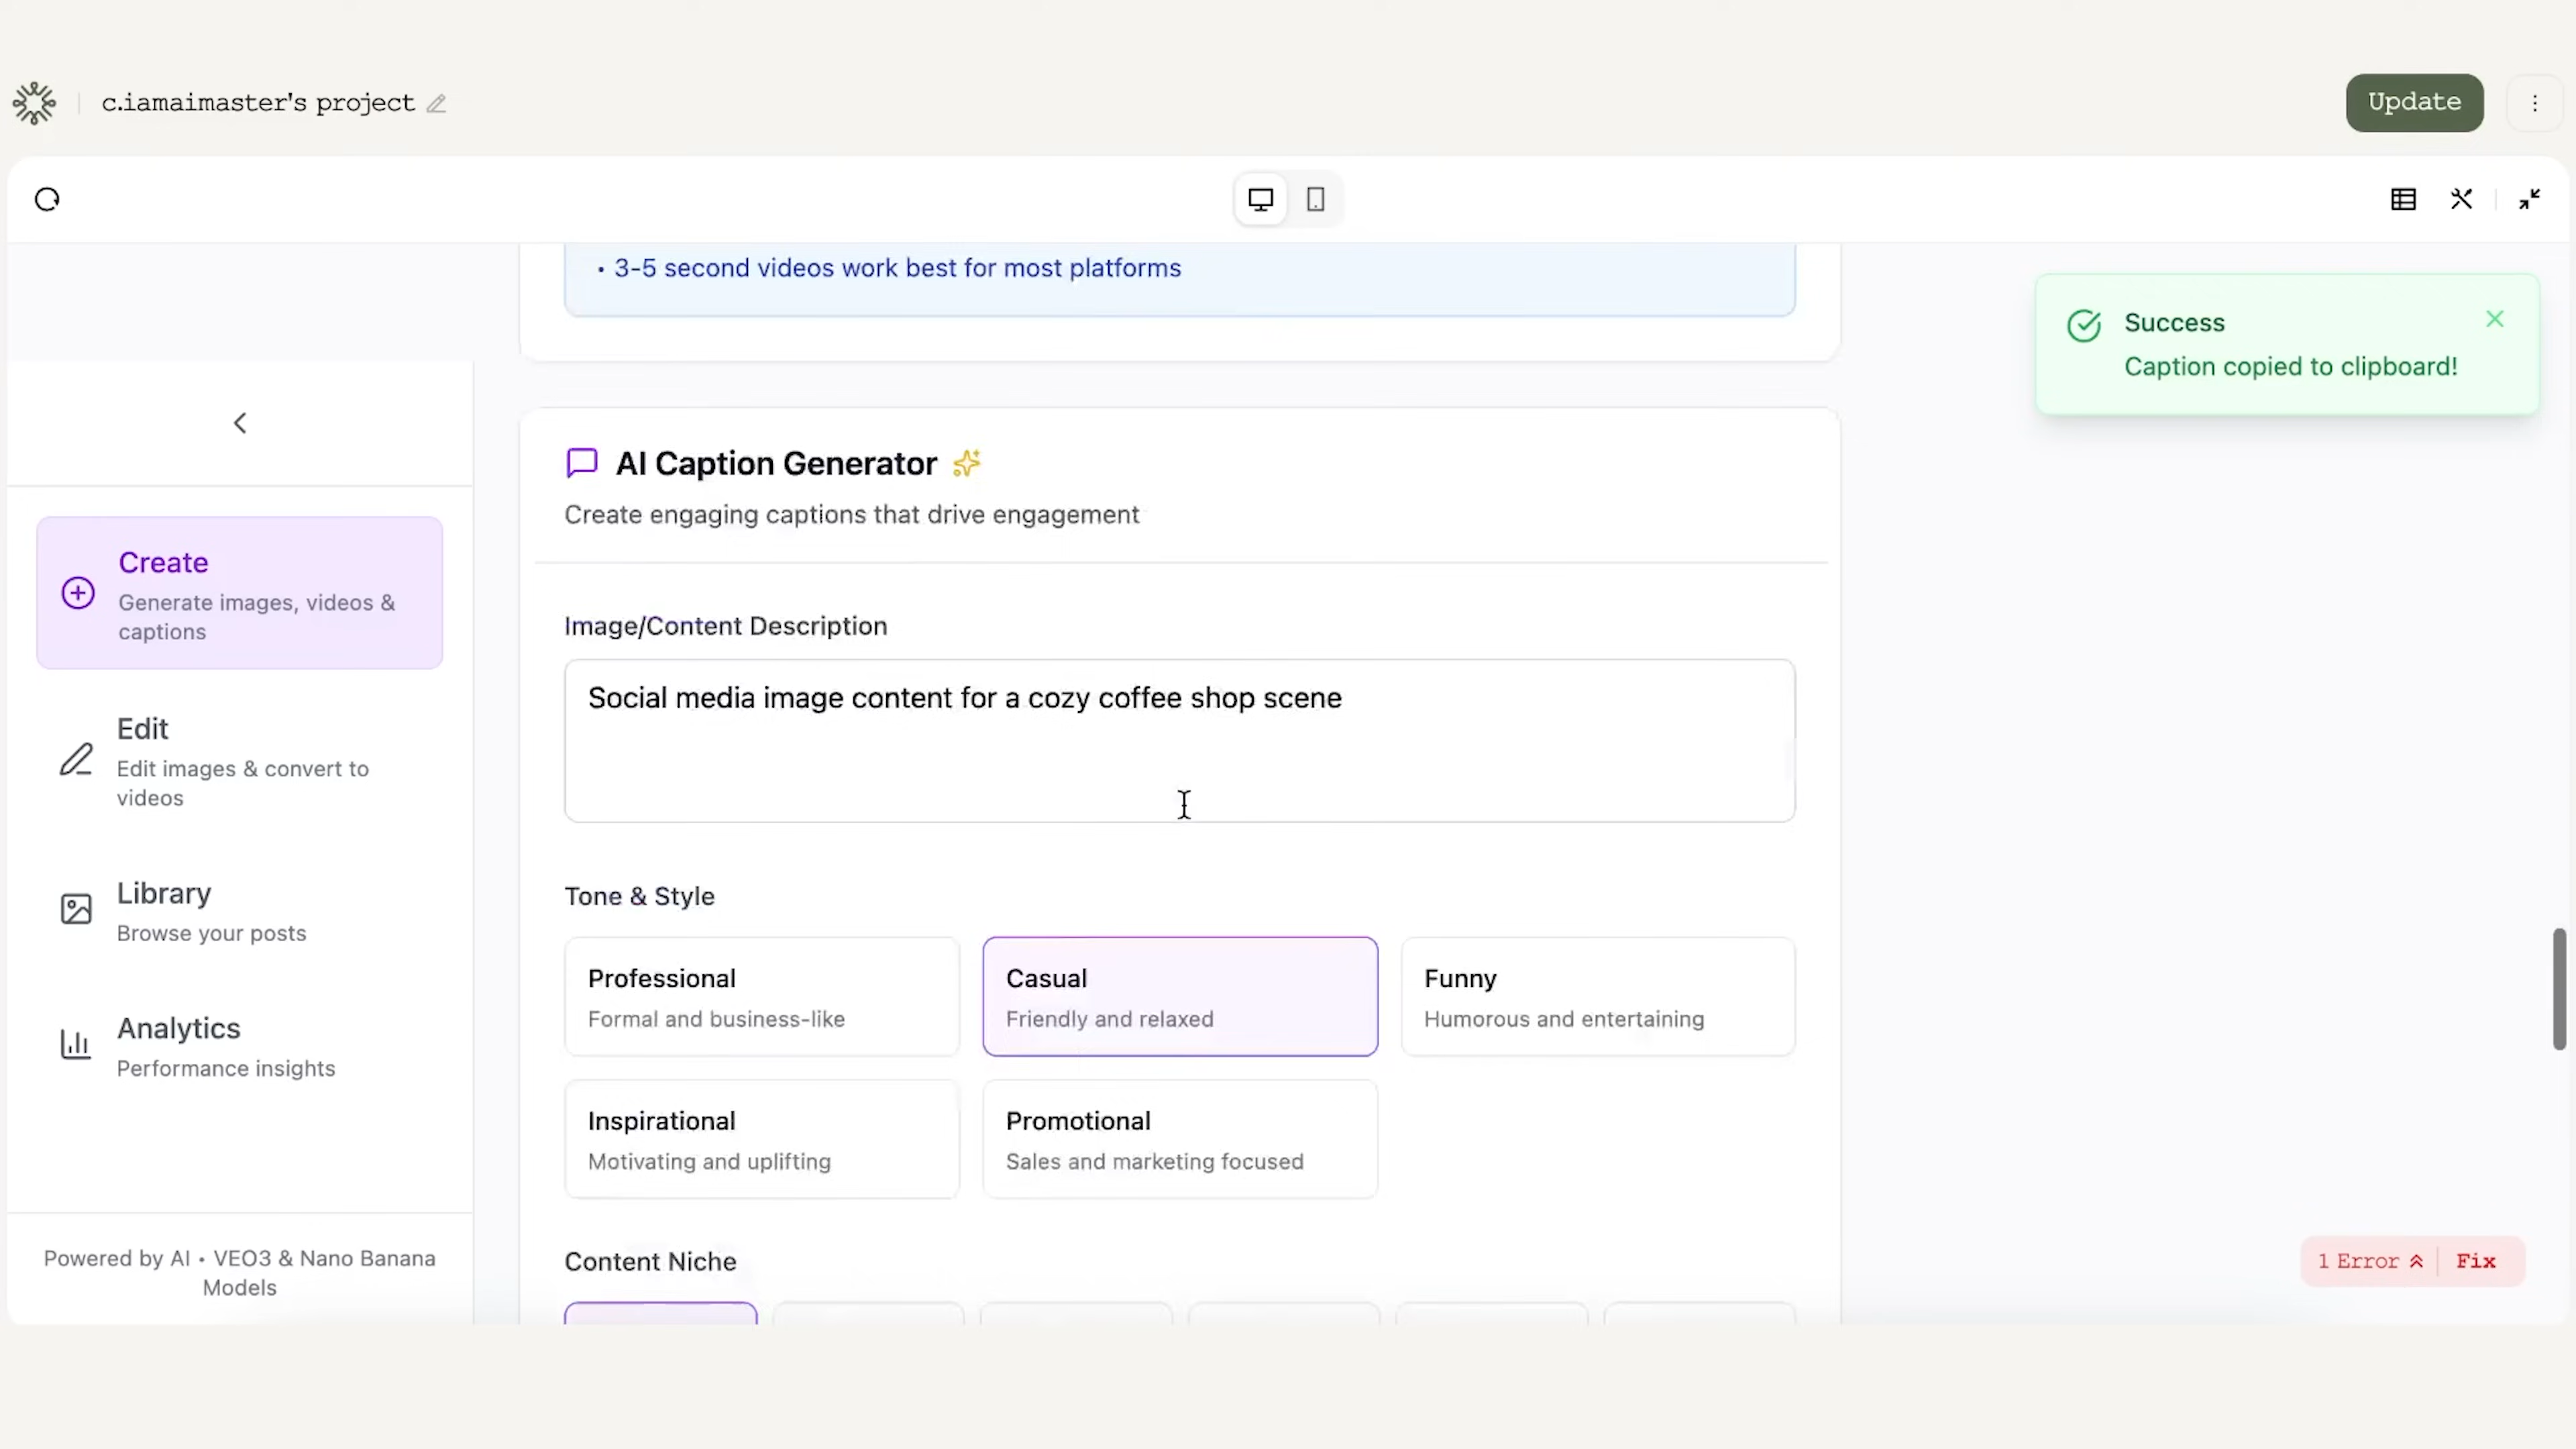 c.iamaimaster's project
Update
• 3-5 second videos work best for most platforms
Success
Caption copied to clipboard!
AI Caption Generator
Create engaging captions that drive engagement
Create
Generate images, videos &
captions
Edit
Edit images & convert to
videos
Library
Browse your posts
Analytics
Performance insights
Powered by AI • VEO3 & Nano Banana
Models
Image/Content Description
Social media image content for a cozy coffee shop scene
Tone & Style
Professional
Formal and business-like
Casual
Friendly and relaxed
Funny
Humorous and entertaining
Inspirational
Motivating and uplifting
Promotional
Sales and marketing focused
Content Niche
1 Error
Fix